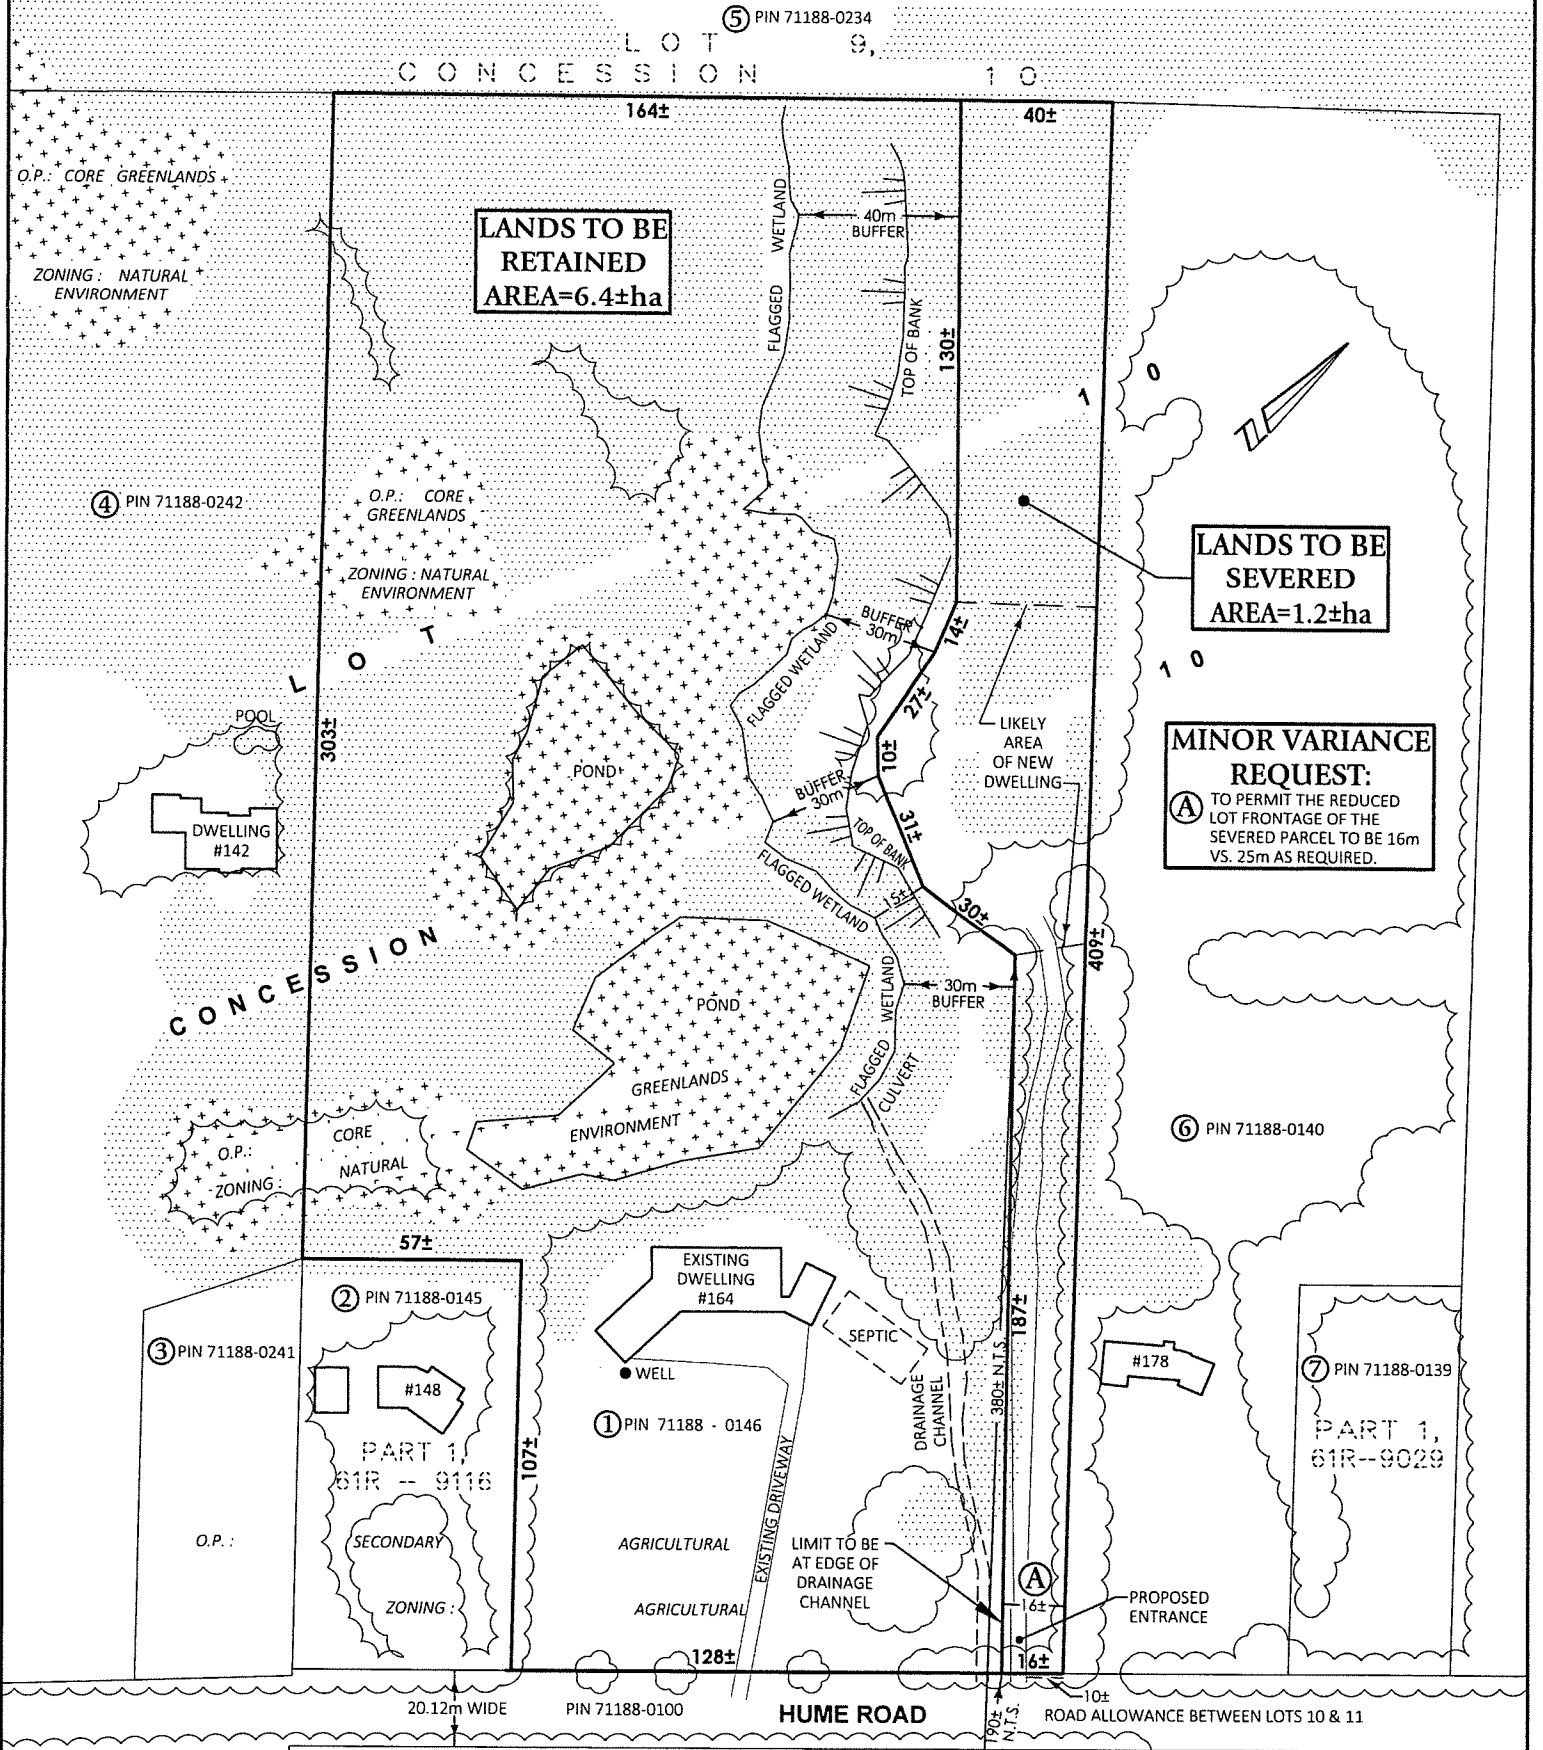 ⑤ PIN 71188-0234
LOT 9,
CONCESSION 10
164±
40±
O.P.: CORE GREENLANDS
ZONING : NATURAL
ENVIRONMENT
LANDS TO BE
RETAINED
AREA=6.4±ha
FLAGGED WETLAND
40m
BUFFER
TOP OF BANK
130±
10
④ PIN 71188-0242
O.P.: CORE
GREENLANDS
ZONING : NATURAL
ENVIRONMENT
LANDS TO BE
SEVERED
AREA=1.2±ha
BUFFER
30m
14±
FLAGGED WETLAND
27±
LOT
10
POOL
303±
POND
10±
LIKELY
AREA
OF NEW
DWELLING
MINOR VARIANCE
REQUEST:
Ⓐ TO PERMIT THE REDUCED
LOT FRONTAGE OF THE
SEVERED PARCEL TO BE 16m
VS. 25m AS REQUIRED.
BUFFER
30m
31±
DWELLING
#142
TOP OF BANK
FLAGGED WETLAND
15±
30±
409±
CONCESSION
POND
FLAGGED WETLAND
30m
BUFFER
CULVERT
GREENLANDS
ENVIRONMENT
CORE
O.P.:
NATURAL
ZONING :
⑥ PIN 71188-0140
57±
② PIN 71188-0145
EXISTING
DWELLING
#164
SEPTIC
187±
③ PIN 71188-0241
#148
WELL
380± N.T.S.
#178
⑦ PIN 71188-0139
① PIN 71188 - 0146
DRAINAGE
CHANNEL
PART 1,
61R -- 9116
107±
EXISTING DRIVEWAY
PART 1,
61R--9029
O.P. :
SECONDARY
AGRICULTURAL
LIMIT TO BE
AT EDGE OF
DRAINAGE
CHANNEL
Ⓐ
16±
PROPOSED
ENTRANCE
ZONING :
AGRICULTURAL
128±
16±
20.12m WIDE
PIN 71188-0100
HUME ROAD
190±
N.T.S.
10±
ROAD ALLOWANCE BETWEEN LOTS 10 & 11